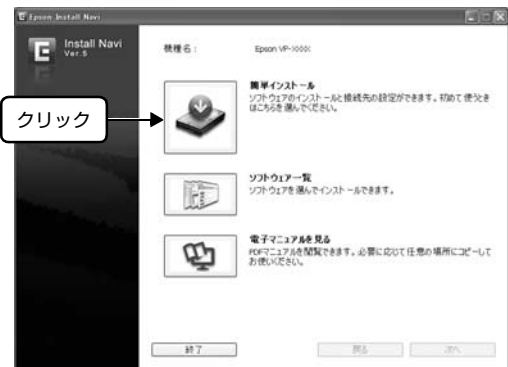 Epson Install Navi
Install Navi
Ver.5
機種名：
Epson VP-XXXX
簡単インストール
ソフトウェアのインストールと接続先の設定ができます。初めて使うとき
はこちらを選んでください。
クリック
ソフトウェア一覧
ソフトウェアを選んでインストールできます。
電子マニュアルを見る
PDFマニュアルを閲覧できます。必要に応じて任意の場所にコピーして
お使いください。
終了
戻る
次へ